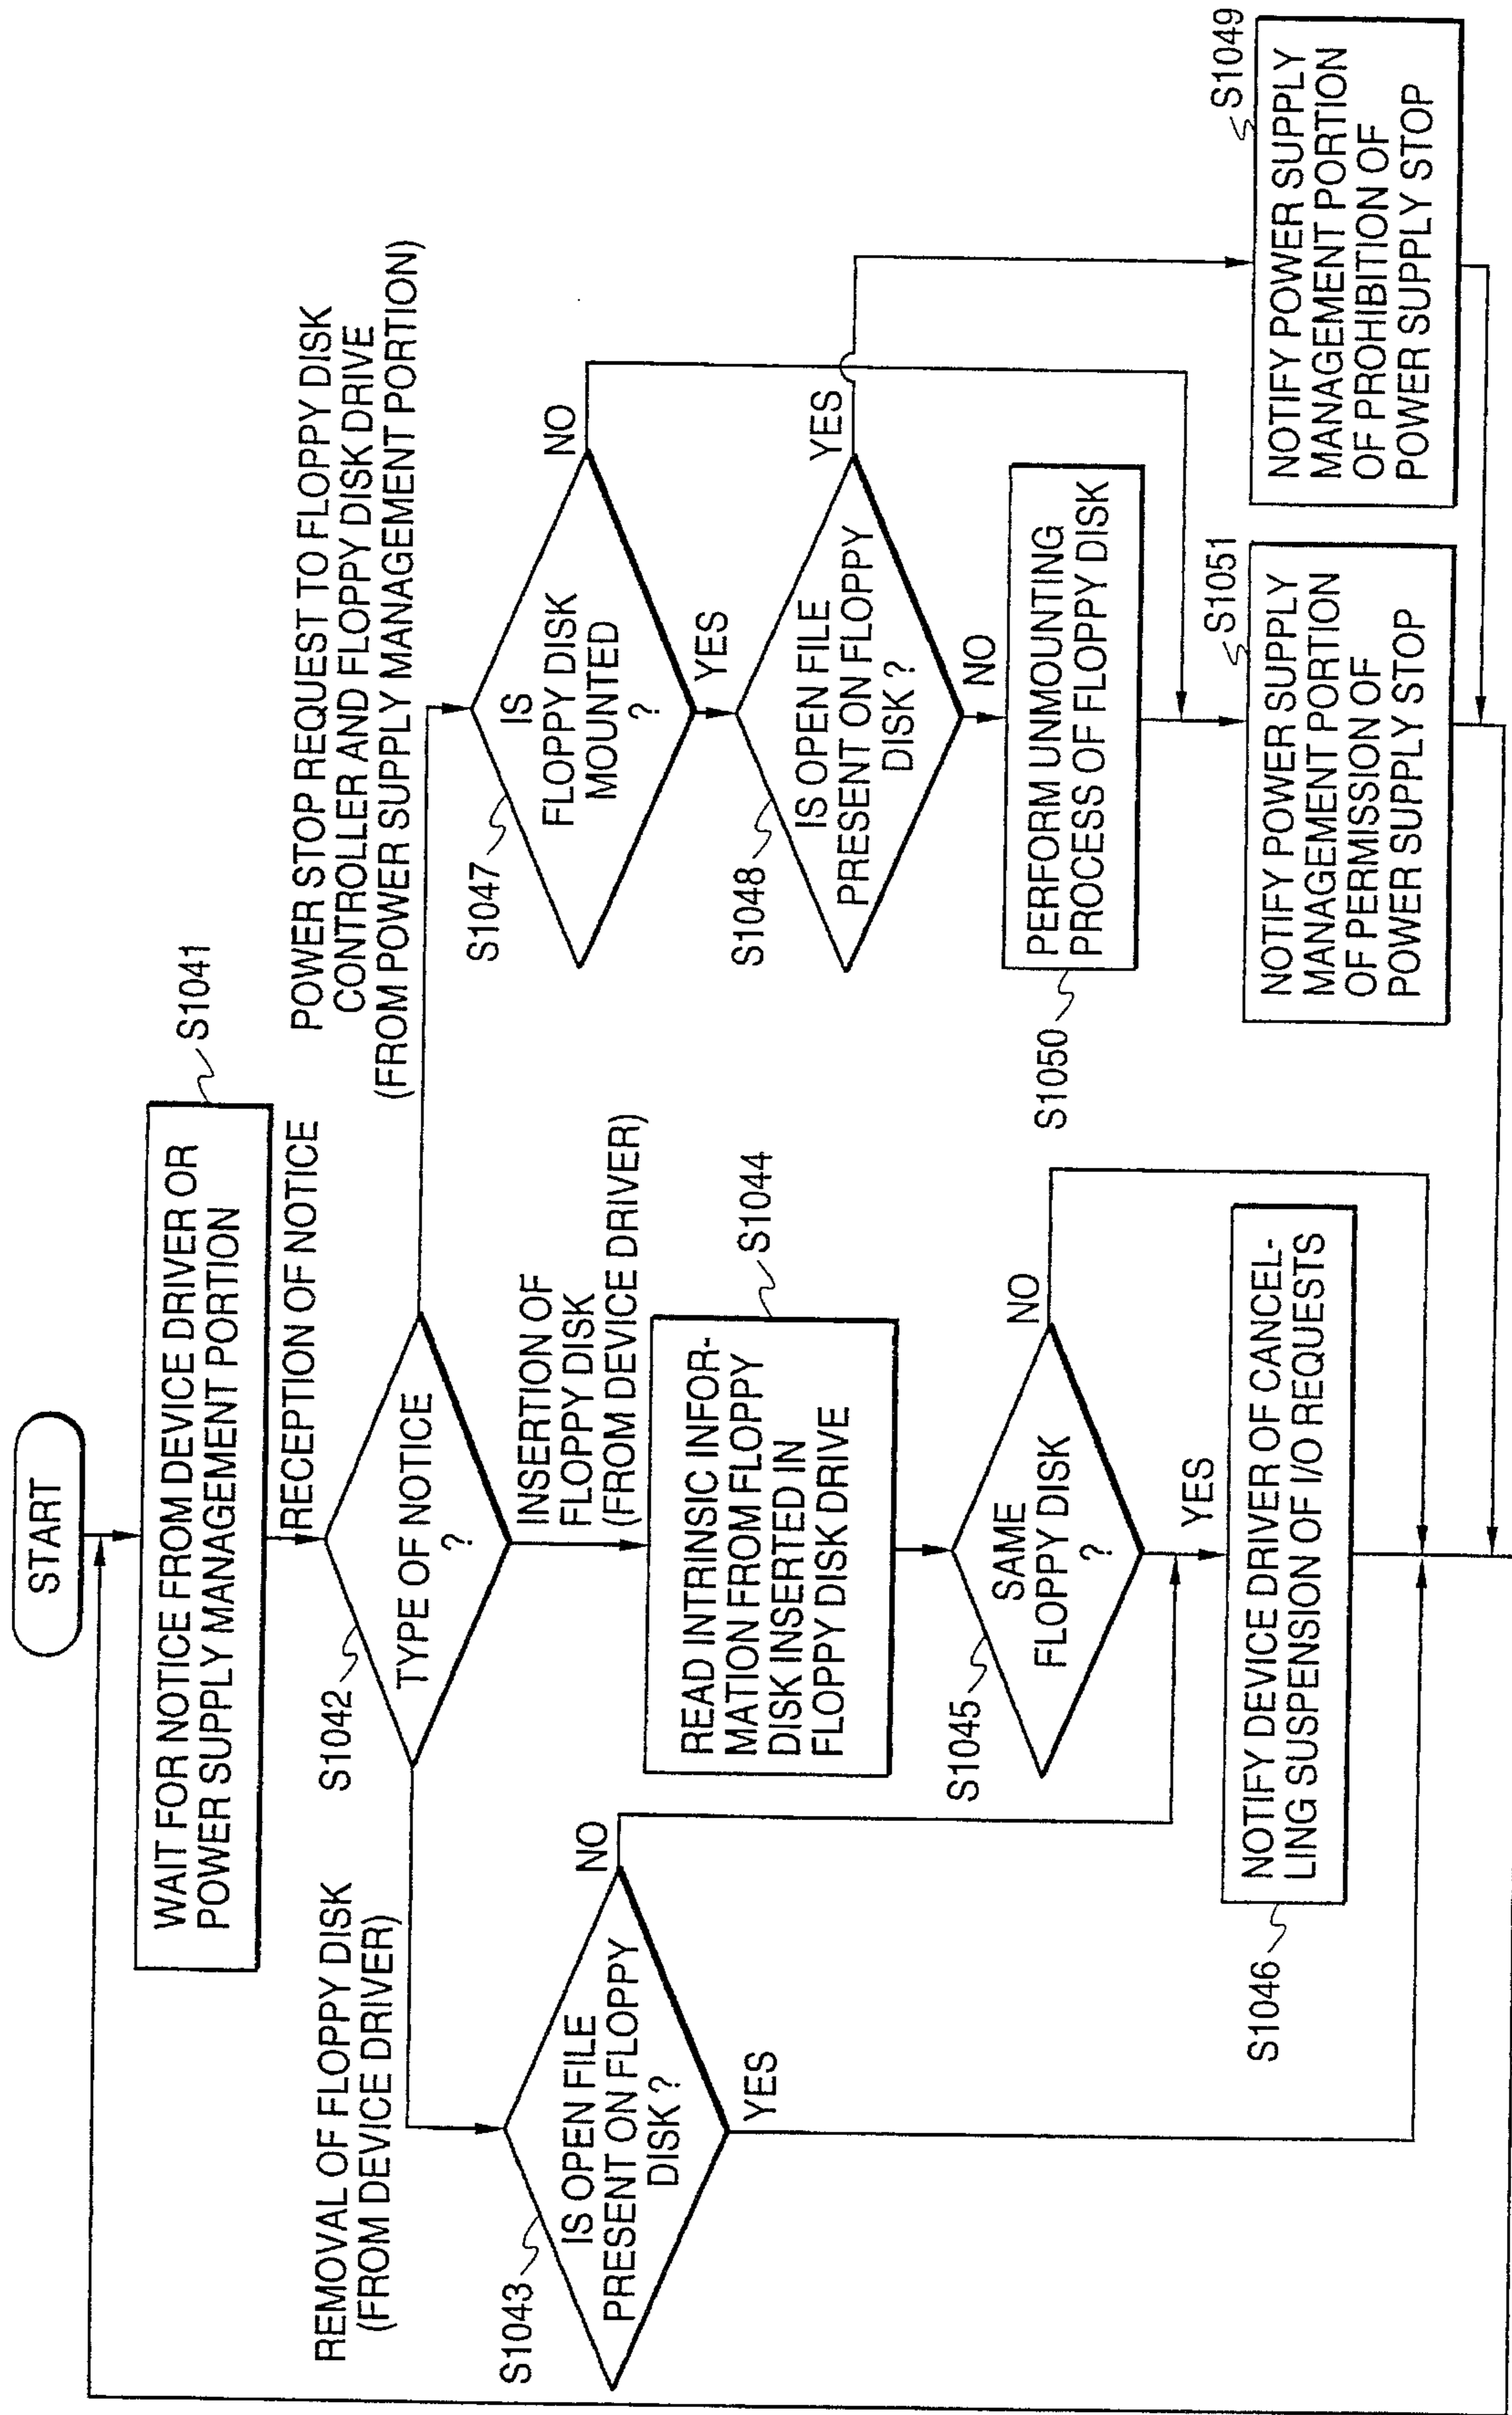 START
WAIT FOR NOTICE FROM DEVICE DRIVER OR
POWER SUPPLY MANAGEMENT PORTION
S1041
RECEPTION OF NOTICE
TYPE OF NOTICE
?
S1042
REMOVAL OF FLOPPY DISK
(FROM DEVICE DRIVER)
INSERTION OF
FLOPPY DISK
(FROM DEVICE DRIVER)
POWER STOP REQUEST TO FLOPPY DISK
CONTROLLER AND FLOPPY DISK DRIVE
(FROM POWER SUPPLY MANAGEMENT PORTION)
S1043
IS OPEN FILE
PRESENT ON FLOPPY
DISK ?
NO
YES
READ INTRINSIC INFOR-
MATION FROM FLOPPY
DISK INSERTED IN
FLOPPY DISK DRIVE
S1044
S1045
SAME
FLOPPY DISK
?
NO
YES
S1046
NOTIFY DEVICE DRIVER OF CANCEL-
LING SUSPENSION OF I/O REQUESTS
S1047
IS
FLOPPY DISK
MOUNTED
?
NO
YES
S1048
IS OPEN FILE
PRESENT ON FLOPPY
DISK ?
YES
NO
S1050
PERFORM UNMOUNTING
PROCESS OF FLOPPY DISK
S1051
NOTIFY POWER SUPPLY
MANAGEMENT PORTION
OF PERMISSION OF
POWER SUPPLY STOP
S1049
NOTIFY POWER SUPPLY
MANAGEMENT PORTION
OF PROHIBITION OF
POWER SUPPLY STOP